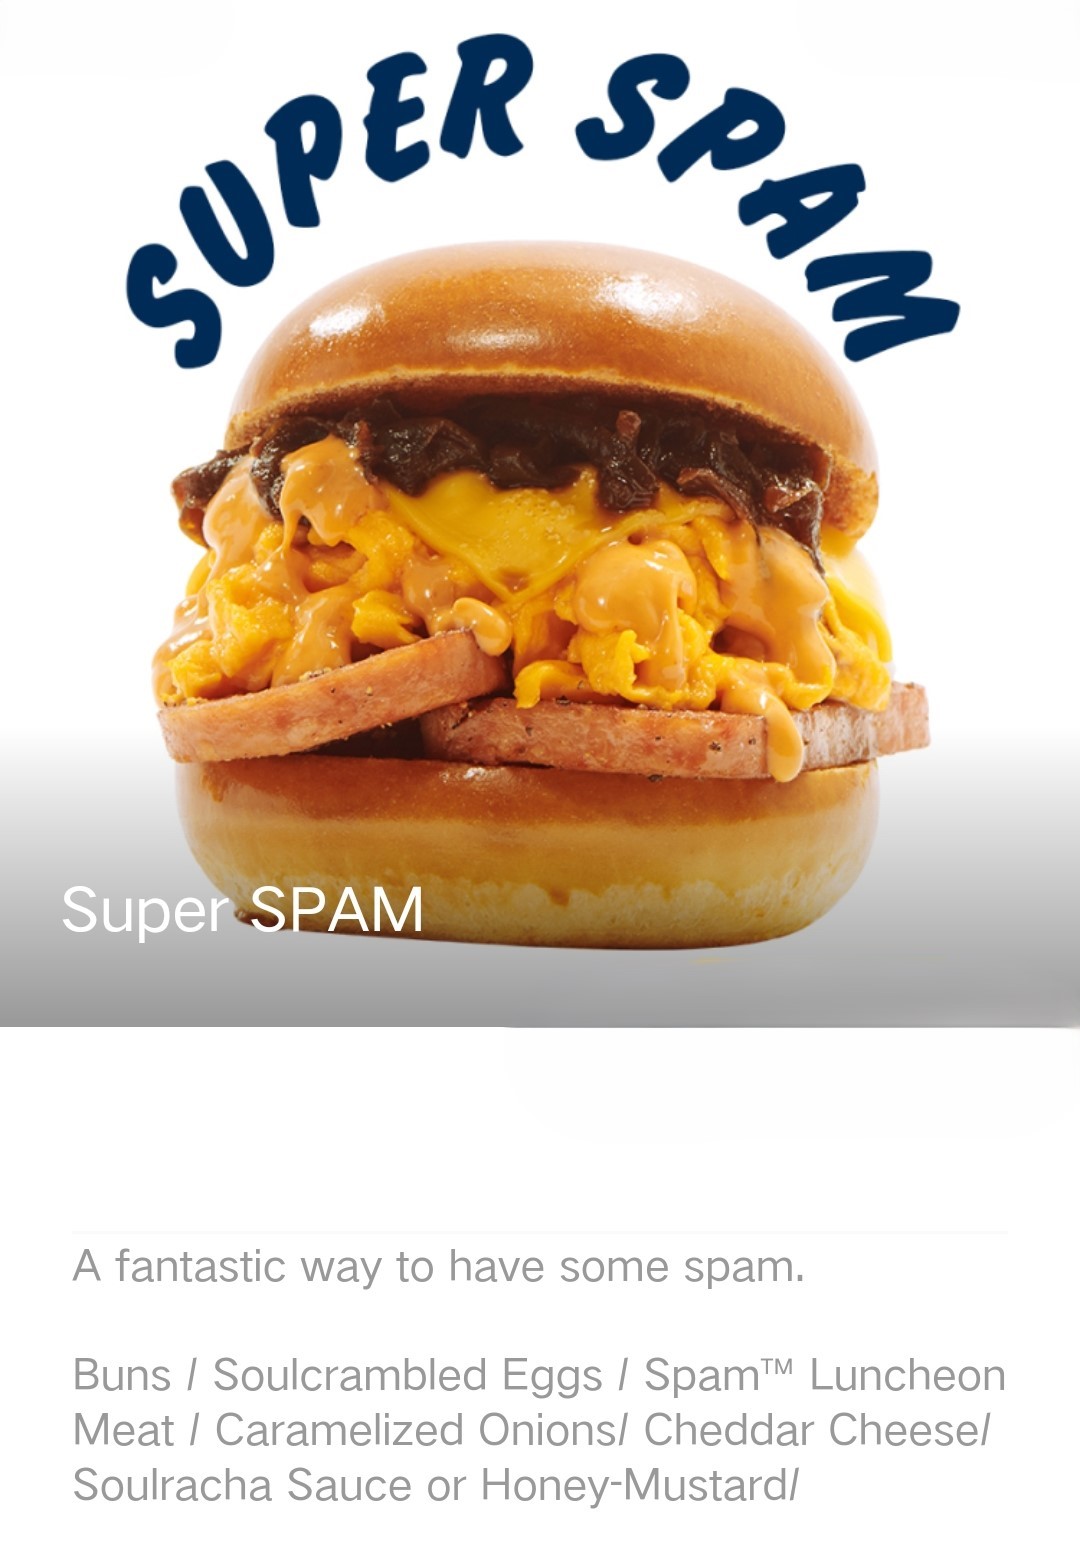 SUPER SPAM
Super SPAM
A fantastic way to have some spam.
Buns / Soulcrambled Eggs / Spam™ Luncheon
Meat / Caramelized Onions/ Cheddar Cheese/
Soulracha Sauce or Honey-Mustard/